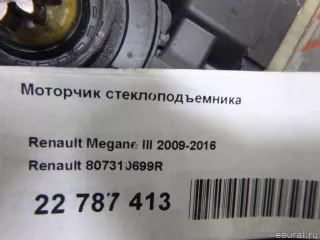 Моторчик стеклоподъемника
Renault Megane III 2009-2016
Renault 807310699R
22 787 413
eaural.ru